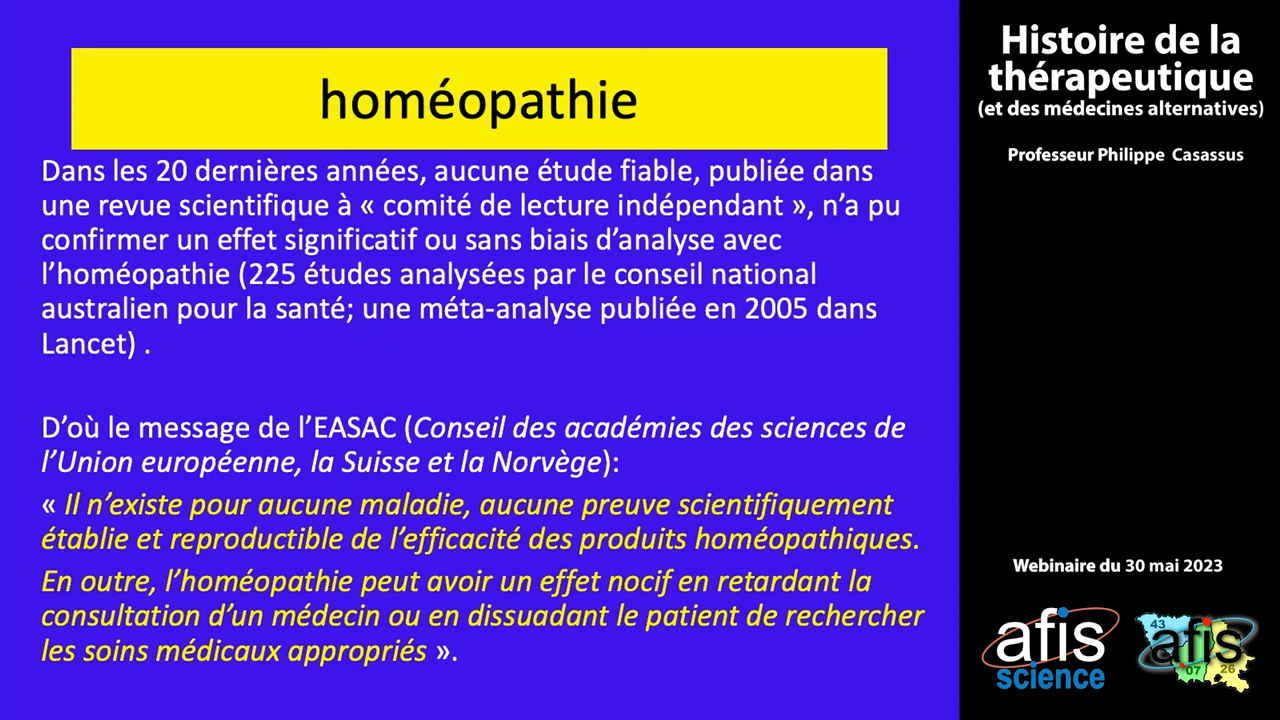 homéopathie
Dans les 20 dernières années, aucune étude fiable, publiée dans
une revue scientifique à « comité de lecture indépendant », n’a pu
confirmer un effet significatif ou sans biais d’analyse avec
l’homéopathie (225 études analysées par le conseil national
australien pour la santé; une méta-analyse publiée en 2005 dans
Lancet) .
D’où le message de l’EASAC (Conseil des académies des sciences de
l’Union européenne, la Suisse et la Norvège):
« Il n’existe pour aucune maladie, aucune preuve scientifiquement
établie et reproductible de l’efficacité des produits homéopathiques.
En outre, l’homéopathie peut avoir un effet nocif en retardant la
consultation d’un médecin ou en dissuadant le patient de rechercher
les soins médicaux appropriés ».
Histoire de la
thérapeutique
(et des médecines alternatives)
Professeur Philippe Casassus
Webinaire du 30 mai 2023
afis
science
43
afis
07
26